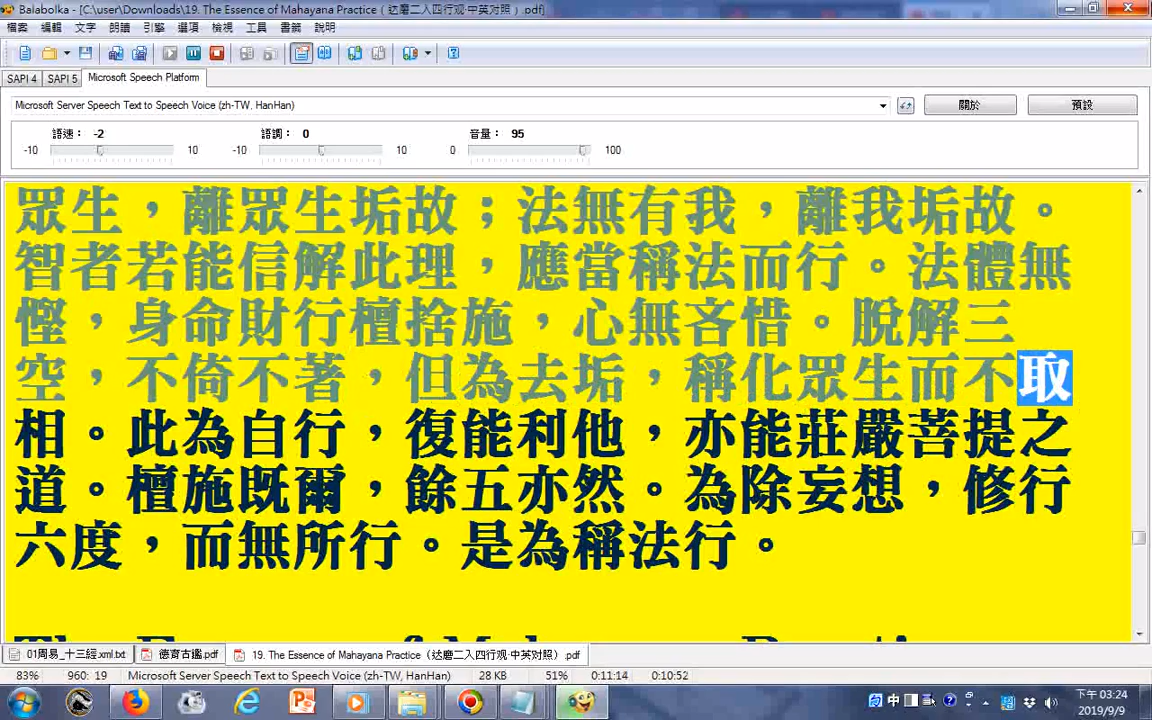 Balabolka - [C:\user\Downloads\19. The Essence of Mahayana Practice（达磨二入四行观·中英对照）.pdf]
檔案 編輯 文字 朗讀 引擎 選項 檢視 工具 書籤 說明
SAPI 4 SAPI 5 Microsoft Speech Platform
Microsoft Server Speech Text to Speech Voice (zh-TW, HanHan) 關於 預設
語速： -2 語調： 0 音量： 95
-10 10 -10 10 0 100
眾生，離眾生垢故；法無有我，離我垢故。
智者若能信解此理，應當稱法而行。法體無
慳，身命財行檀捨施，心無吝惜。脫解三
空，不倚不著，但為去垢，稱化眾生而不取
相。此為自行，復能利他，亦能莊嚴菩提之
道。檀施既爾，餘五亦然。為除妄想，修行
六度，而無所行。是為稱法行。
01周易_十三經.xml.txt 德育古鑑.pdf 19. The Essence of Mahayana Practice（达磨二入四行观·中英对照）.pdf
83% 960: 19 Microsoft Server Speech Text to Speech Voice (zh-TW, HanHan) 28 KB 51% 0:11:14 0:10:52
中 下午 03:24
2019/9/9